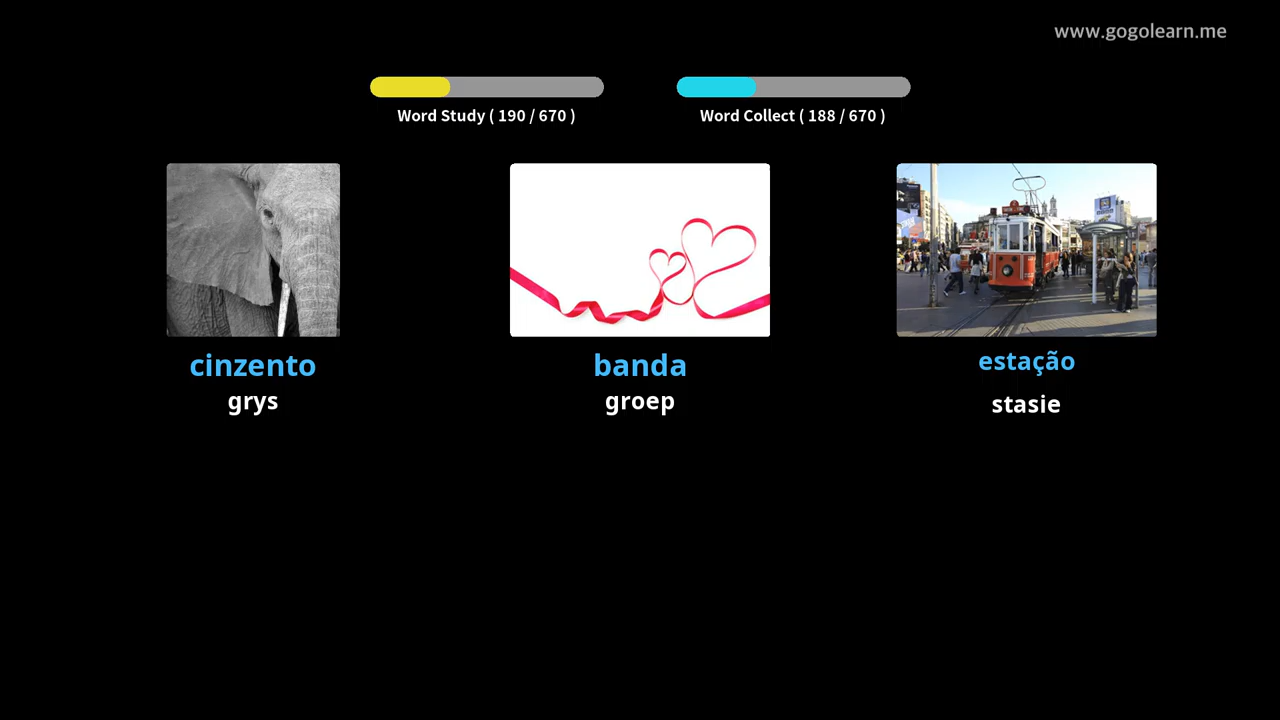 www.gogolearn.me
Word Study ( 190 / 670 )
Word Collect ( 188 / 670 )
cinzento
banda
estação
grys
groep
stasie